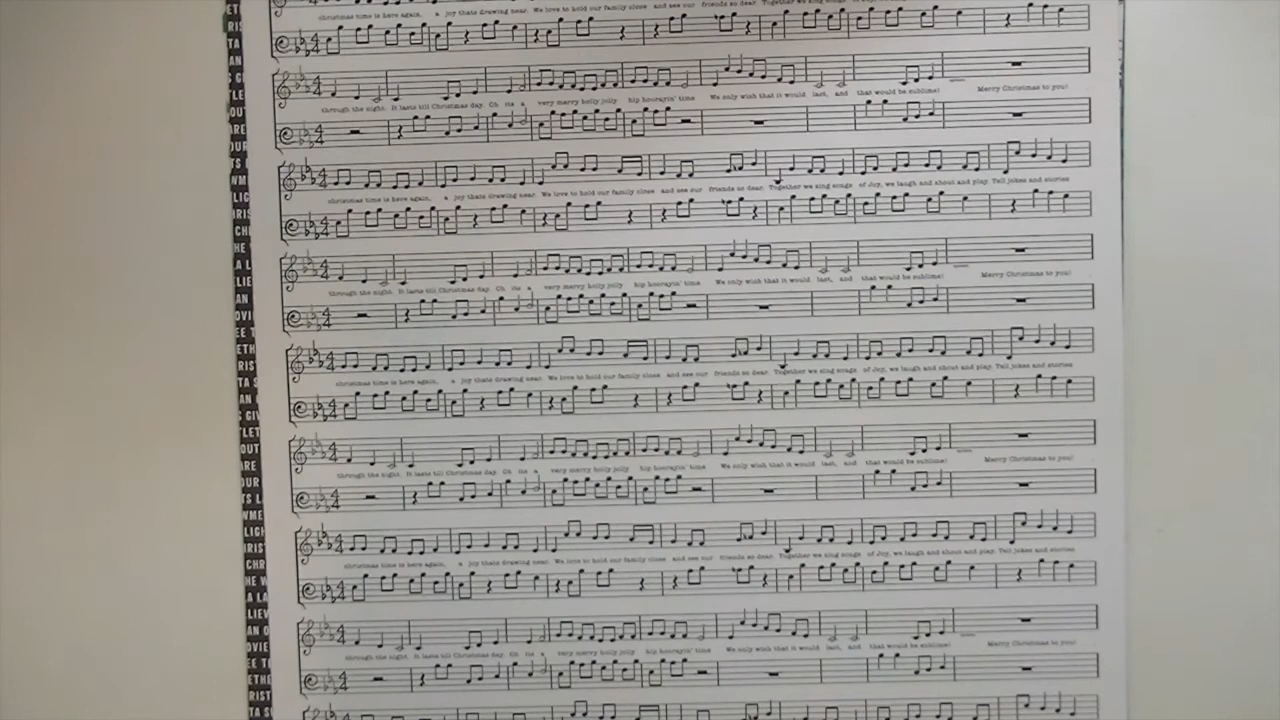 christmas time is here again, a joy thats drawing near. We love to hold our family close and see our friends so dear. Together we sing songs of Joy, we laugh and shout and play. Tell jokes and stories
through the night. It lasts till Christmas day. Oh its a very merry holly jolly hip hoorayin' time We only wish that it would last, and that would be sublime! Merry Christmas to you!
christmas time is here again, a joy thats drawing near. We love to hold our family close and see our friends so dear. Together we sing songs of Joy, we laugh and shout and play. Tell jokes and stories
through the night. It lasts till Christmas day. Oh its a very merry holly jolly hip hoorayin' time We only wish that it would last, and that would be sublime! Merry Christmas to you!
christmas time is here again, a joy thats drawing near. We love to hold our family close and see our friends so dear. Together we sing songs of Joy, we laugh and shout and play. Tell jokes and stories
through the night. It lasts till Christmas day. Oh its a very merry holly jolly hip hoorayin' time We only wish that it would last, and that would be sublime! Merry Christmas to you!
christmas time is here again, a joy thats drawing near. We love to hold our family close and see our friends so dear. Together we sing songs of Joy, we laugh and shout and play. Tell jokes and stories
through the night. It lasts till Christmas day. Oh its a very merry holly jolly hip hoorayin' time We only wish that it would last, and that would be sublime! Merry Christmas to you!